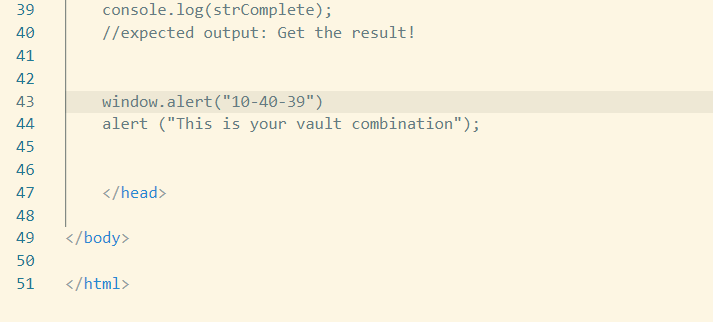 39 console.log(strComplete);
40 //expected output: Get the result!
41
42
43 window.alert("10-40-39")
44 alert ("This is your vault combination");
45
46
47 </head>
48
49 </body>
50
51 </html>